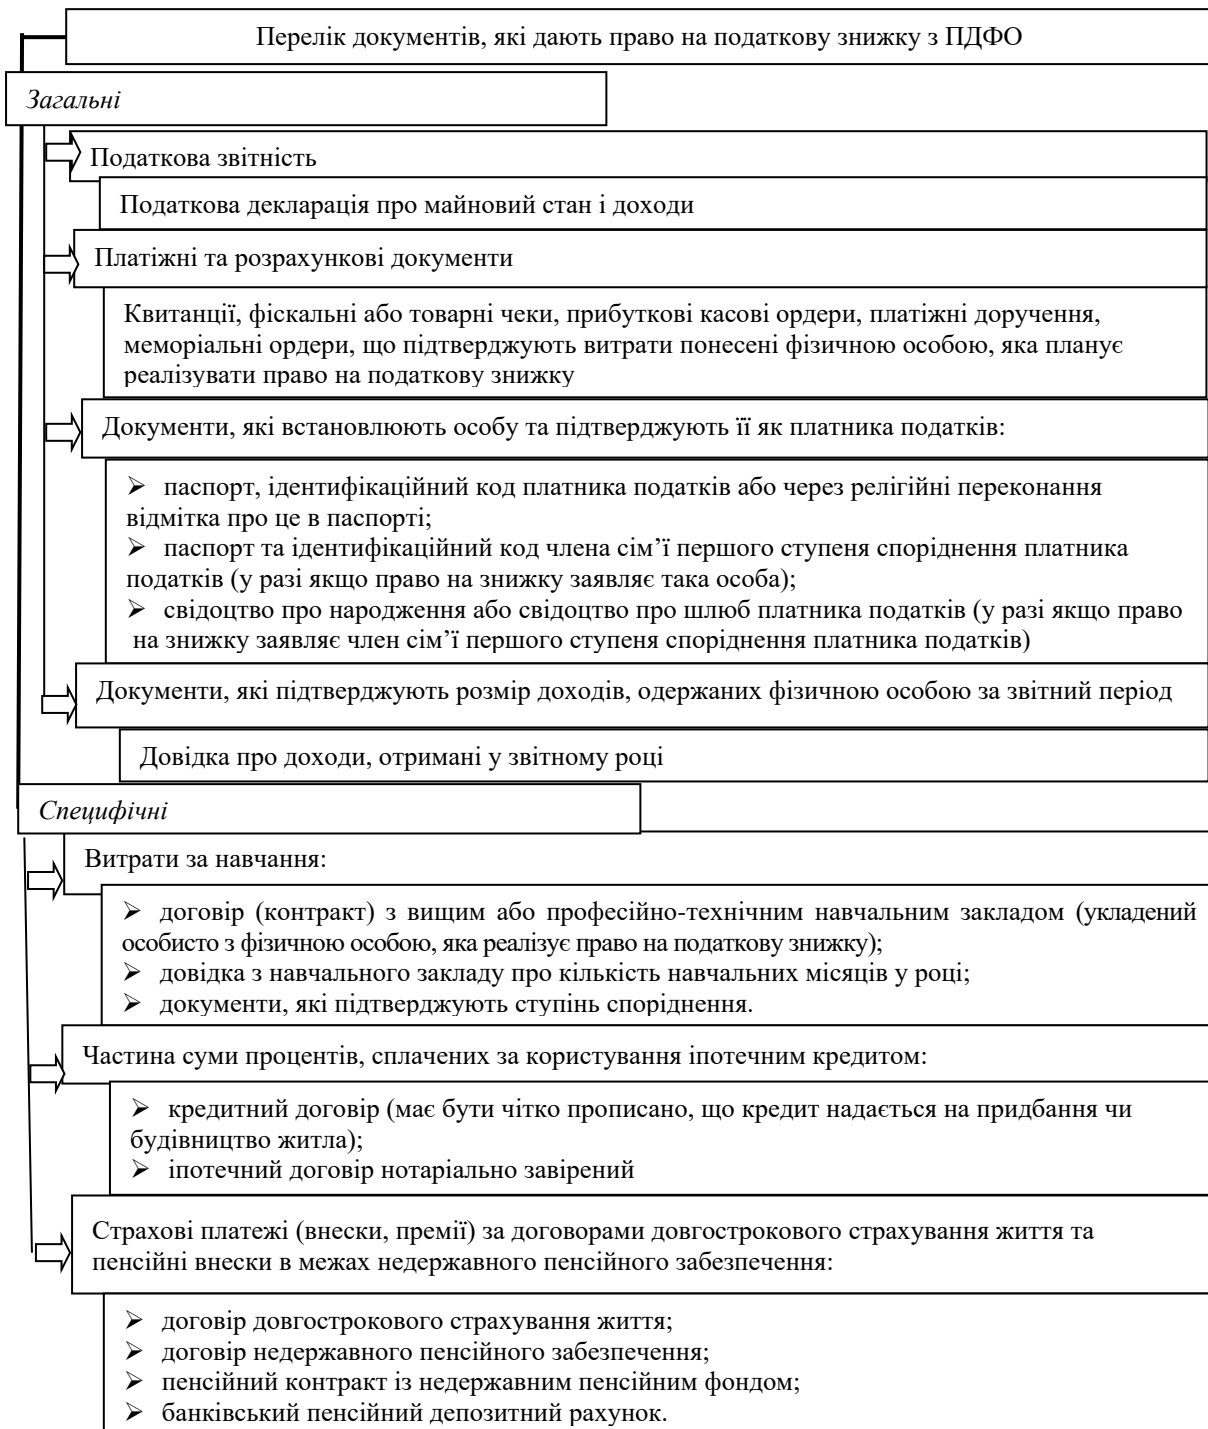 Перелік документів, які дають право на податкову знижку з ПДФО
Загальні
Податкова звітність
Податкова декларація про майновий стан і доходи
Платіжні та розрахункові документи
Квитанції, фіскальні або товарні чеки, прибуткові касові ордери, платіжні доручення,
меморіальні ордери, що підтверджують витрати понесені фізичною особою, яка планує
реалізувати право на податкову знижку
Документи, які встановлюють особу та підтверджують її як платника податків:
➢ паспорт, ідентифікаційний код платника податків або через релігійні переконання
відмітка про це в паспорті;
➢ паспорт та ідентифікаційний код члена сім’ї першого ступеня споріднення платника
податків (у разі якщо право на знижку заявляє така особа);
➢ свідоцтво про народження або свідоцтво про шлюб платника податків (у разі якщо право
на знижку заявляє член сім’ї першого ступеня споріднення платника податків)
Документи, які підтверджують розмір доходів, одержаних фізичною особою за звітний період
Довідка про доходи, отримані у звітному році
Специфічні
Витрати за навчання:
➢ договір (контракт) з вищим або професійно-технічним навчальним закладом (укладений
особисто з фізичною особою, яка реалізує право на податкову знижку);
➢ довідка з навчального закладу про кількість навчальних місяців у році;
➢ документи, які підтверджують ступінь споріднення.
Частина суми процентів, сплачених за користування іпотечним кредитом:
➢ кредитний договір (має бути чітко прописано, що кредит надається на придбання чи
будівництво житла);
➢ іпотечний договір нотаріально завірений
Страхові платежі (внески, премії) за договорами довгострокового страхування життя та
пенсійні внески в межах недержавного пенсійного забезпечення:
➢ договір довгострокового страхування життя;
➢ договір недержавного пенсійного забезпечення;
➢ пенсійний контракт із недержавним пенсійним фондом;
➢ банківський пенсійний депозитний рахунок.